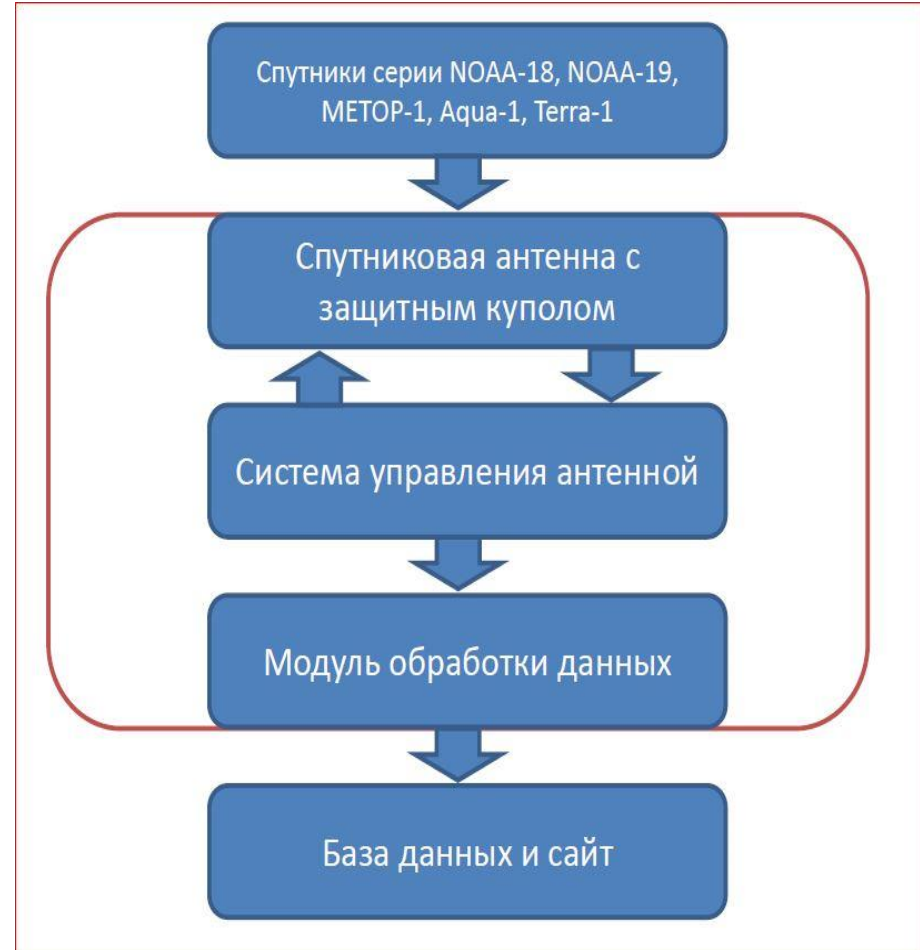 Спутники серии NOAA-18, NOAA-19,
METOP-1, Aqua-1, Terra-1
Спутниковая антенна с
защитным куполом
Система управления антенной
Модуль обработки данных
База данных и сайт